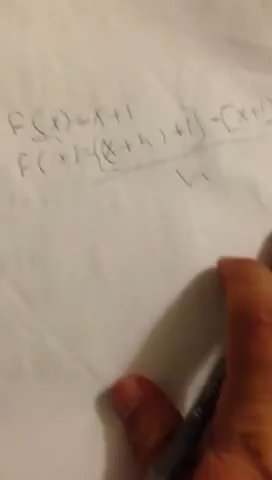 F(x) = x+1
F(x) = {(x+h)+1} - {x+1
h